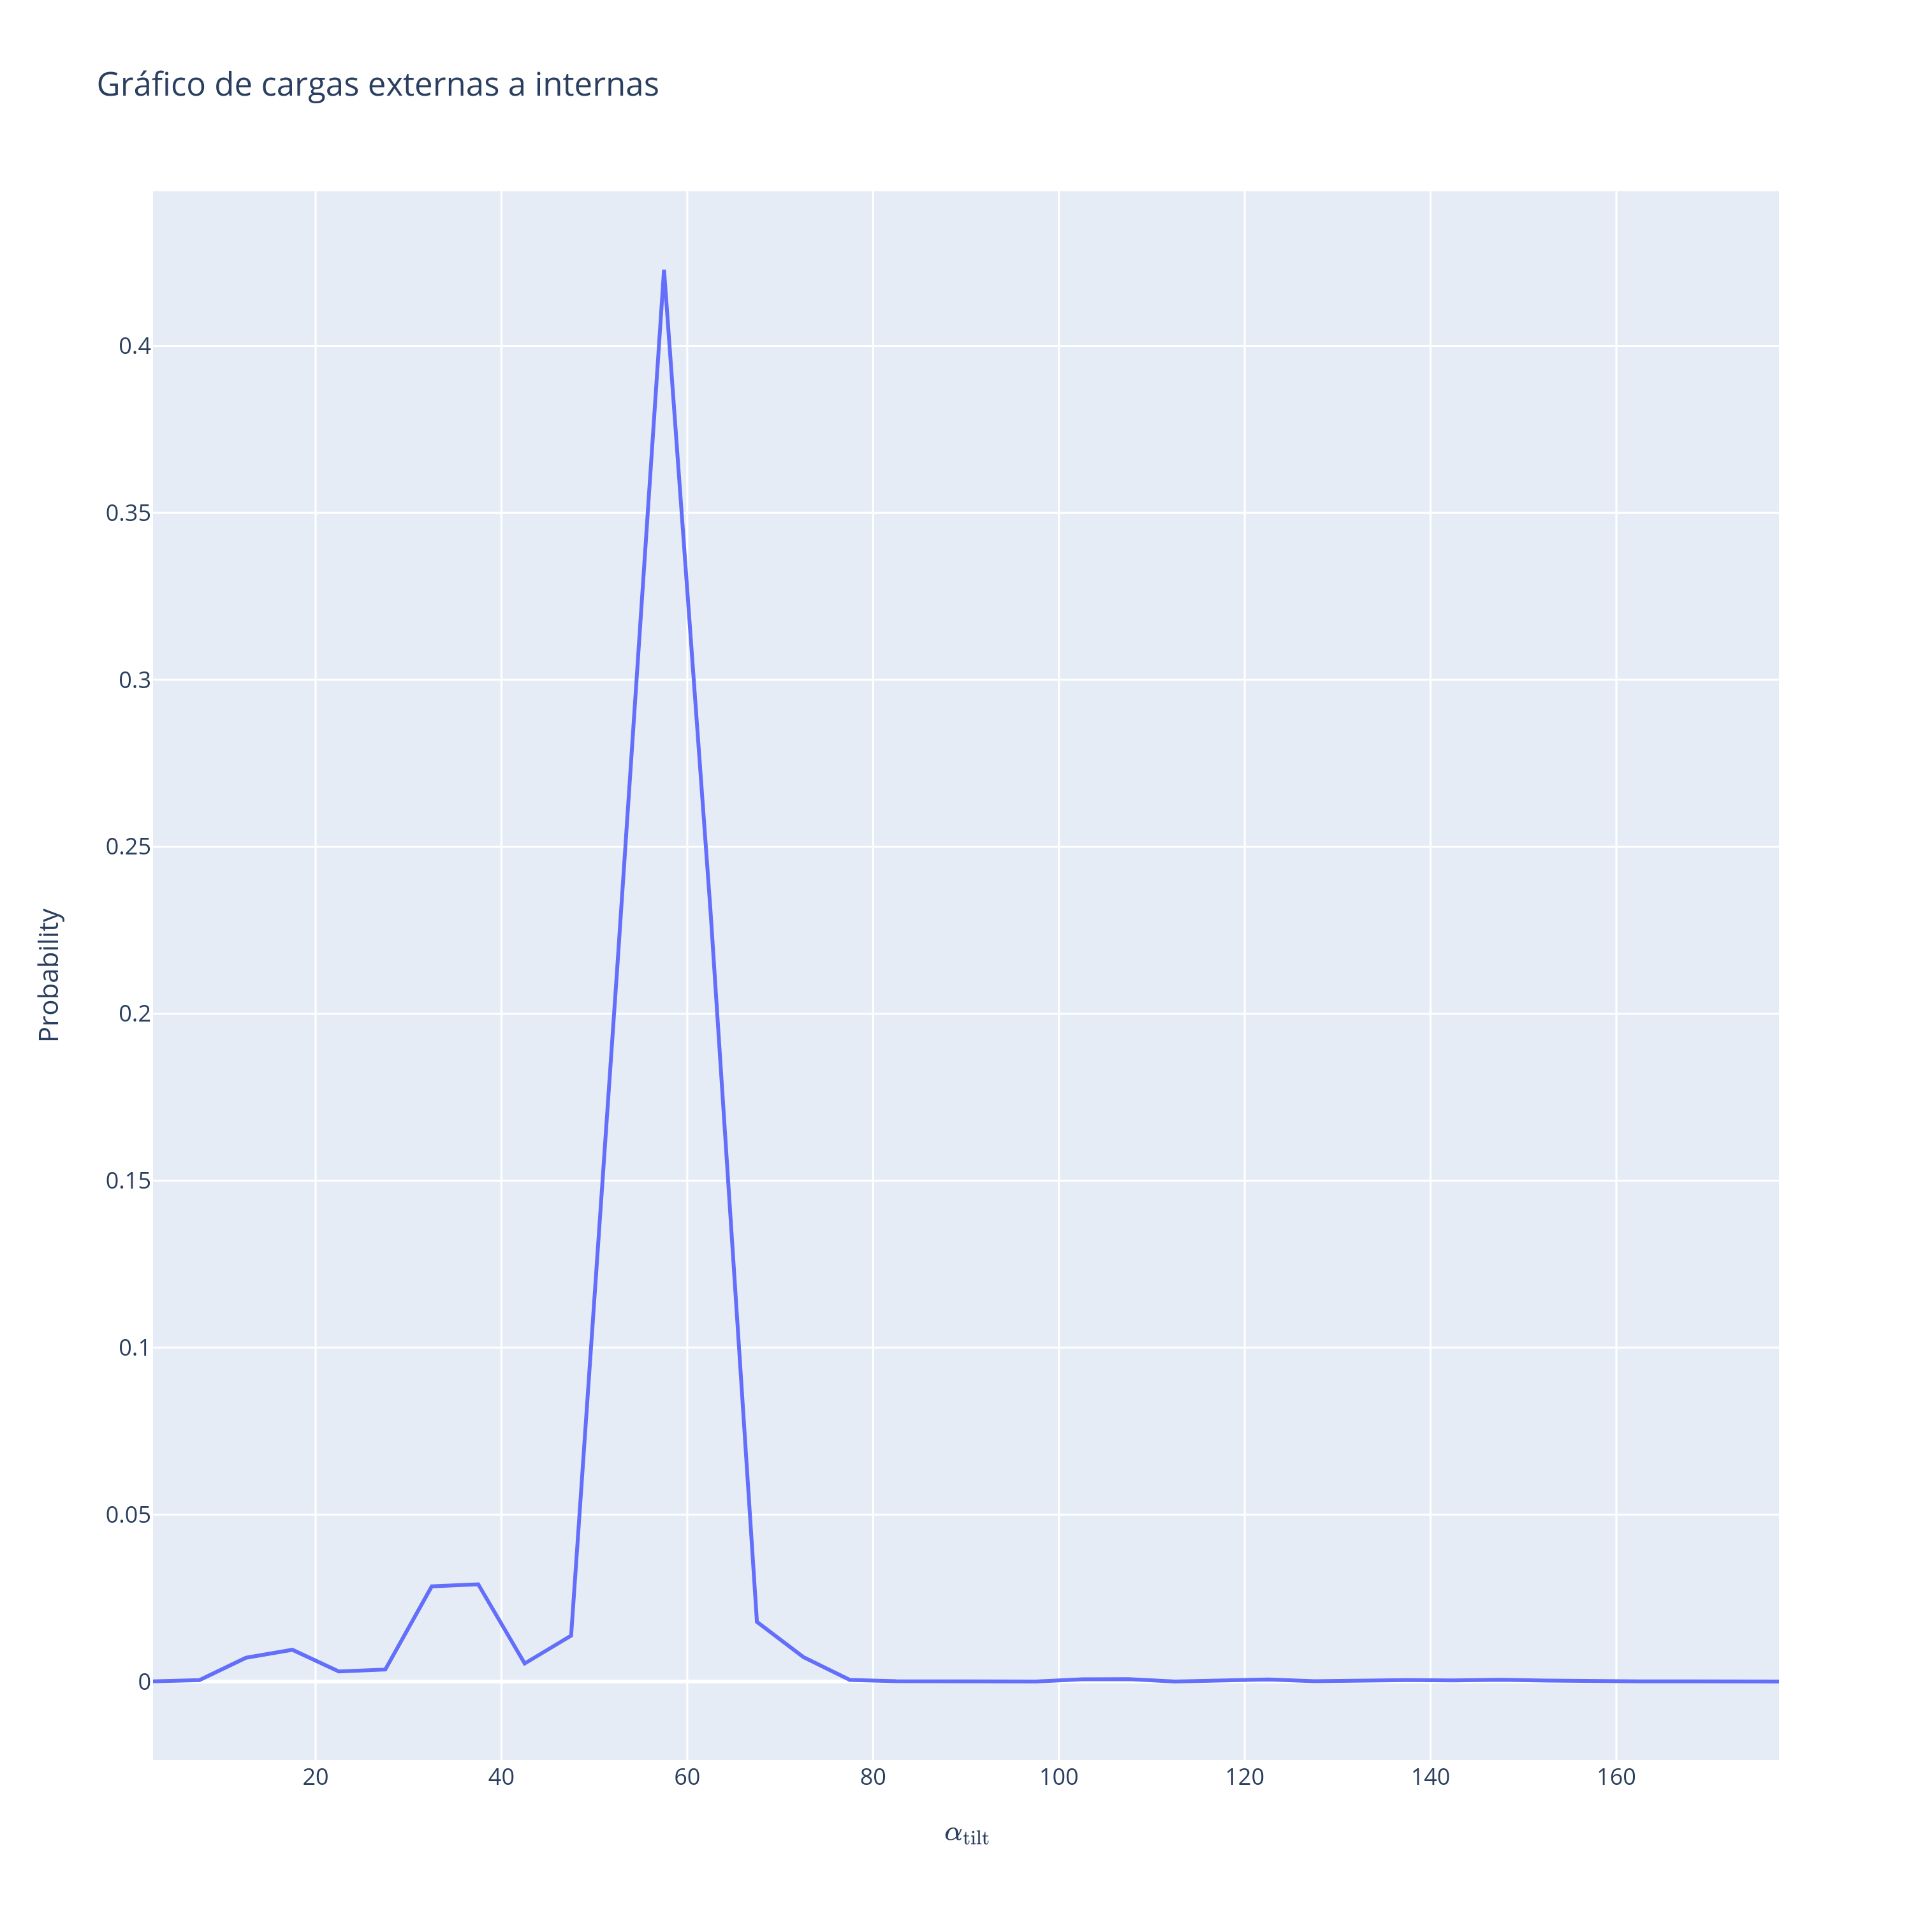 Gráfico de cargas externas a internas
0.4
0.35
0.3
0.25
0.2
0.15
0.1
0.05
0
Probability
20 40 60 80 100 120 140 160
α_tilt